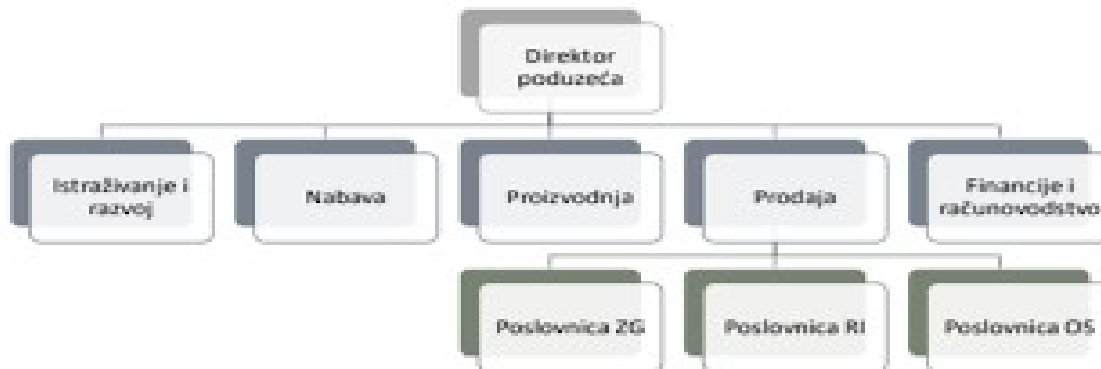 Direktor
poduzeća
Istraživanje i
razvoj
Nabava
Proizvodnja
Prodaja
Financije i
računovodstvo
Poslovnica ZG
Poslovnica RI
Poslovnica OS